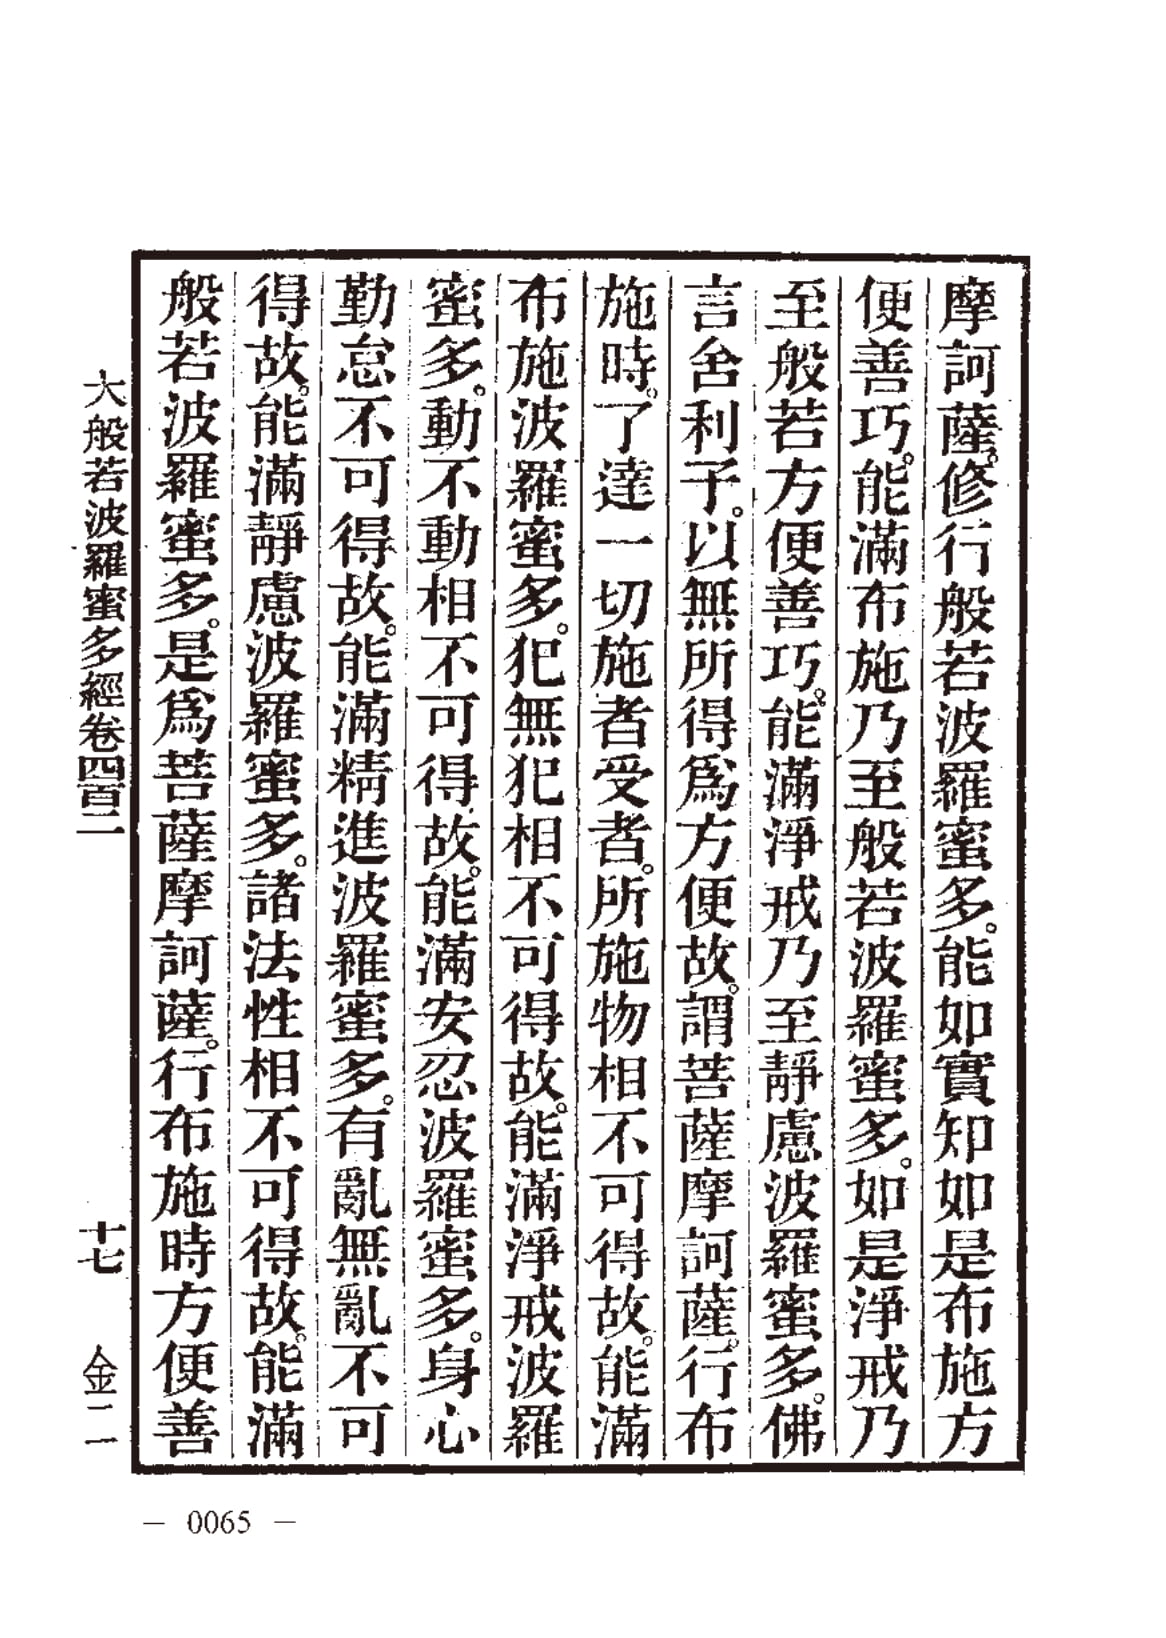 摩訶薩。修行般若波羅蜜多。能如實知如是布施方
便善巧。能滿布施乃至般若波羅蜜多。如是淨戒乃
至般若方便善巧。能滿淨戒乃至靜慮波羅蜜多。佛
言舍利子。以無所得爲方便故。謂菩薩摩訶薩。行布
施時。了達一切施者受者。所施物相不可得故。能滿
布施波羅蜜多。犯無犯相不可得故。能滿淨戒波羅
蜜多。動不動相不可得故。能滿安忍波羅蜜多。身心
勤怠不可得故。能滿精進波羅蜜多。有亂無亂不可
得故。能滿靜慮波羅蜜多。諸法性相不可得故。能滿
般若波羅蜜多。是爲菩薩摩訶薩。行布施時方便善
大般若波羅蜜多經卷四百二 十七 金二
— 0065 —